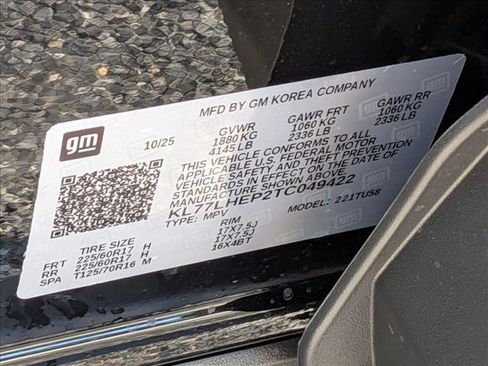 gm
MFD BY GM KOREA COMPANY
10/25 GVWR GAWR FRT GAWR RR
1880 KG 1060 KG 1060 KG
4145 LB 2336 LB 2336 LB
THIS VEHICLE CONFORMS TO ALL
APPLICABLE U.S. FEDERAL MOTOR
VEHICLE SAFETY AND THEFT PREVENTION
STANDARDS IN EFFECT ON THE DATE OF
MANUFACTURE SHOWN ABOVE.
KL77LHEP2TC049422
TYPE: MPV MODEL: 221TU58
TIRE SIZE RIM
FRT 225/60R17 H 17X7.5J
RR 225/60R17 H 17X7.5J
SPA T125/70R16 M 16X4BT